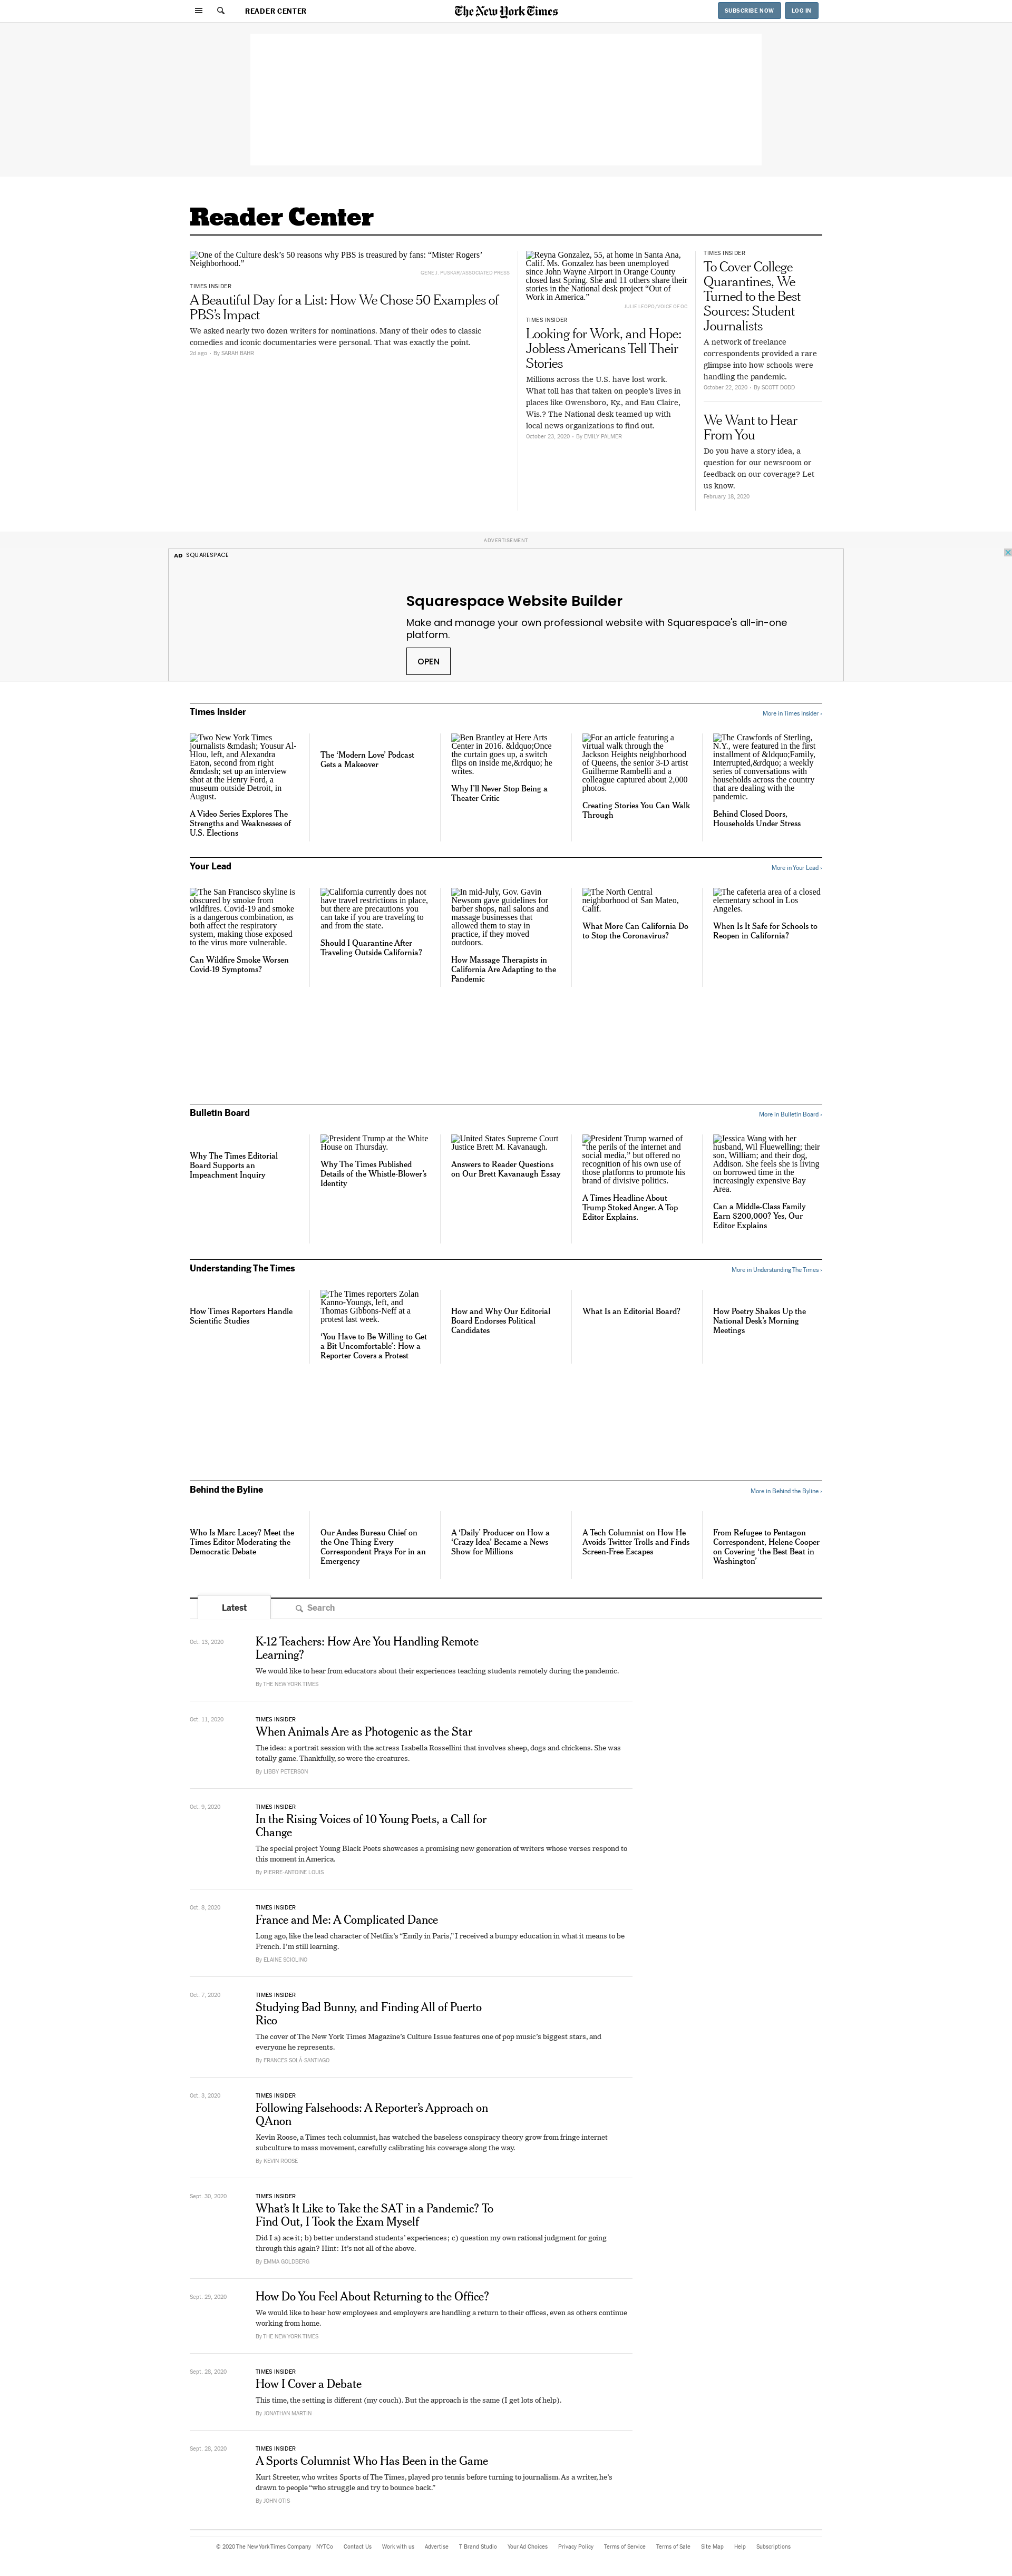 READER CENTER
The New York Times
SUBSCRIBE NOW
LOG IN
Reader Center
One of the Culture desk's 50 reasons why PBS is treasured by fans: “Mister Rogers’
Neighborhood.”
GENE J. PUSKAR/ASSOCIATED PRESS
TIMES INSIDER
A Beautiful Day for a List: How We Chose 50 Examples of
PBS’s Impact
We asked nearly two dozen writers for nominations. Many of their odes to classic
comedies and iconic documentaries were personal. That was exactly the point.
2d ago · By SARAH BAHR
Reyna Gonzalez, 55, at home in Santa Ana,
Calif. Ms. Gonzalez has been unemployed
since John Wayne Airport in Orange County
closed last Spring. She and 11 others share their
stories in the National desk project “Out of
Work in America.”
JULIE LEOPO/VOICE OF OC
TIMES INSIDER
Looking for Work, and Hope:
Jobless Americans Tell Their
Stories
Millions across the U.S. have lost work.
What toll has that taken on people’s lives in
places like Owensboro, Ky., and Eau Claire,
Wis.? The National desk teamed up with
local news organizations to find out.
October 23, 2020 · By EMILY PALMER
TIMES INSIDER
To Cover College
Quarantines, We
Turned to the Best
Sources: Student
Journalists
A network of freelance
correspondents provided a rare
glimpse into how schools were
handling the pandemic.
October 22, 2020 · By SCOTT DODD
We Want to Hear
From You
Do you have a story idea, a
question for our newsroom or
feedback on our coverage? Let
us know.
February 18, 2020
ADVERTISEMENT
AD SQUARESPACE
Squarespace Website Builder
Make and manage your own professional website with Squarespace's all-in-one
platform.
OPEN
Times Insider
More in Times Insider ›
Two New York Times
journalists &mdash; Yousur Al-
Hlou, left, and Alexandra
Eaton, second from right
&mdash; set up an interview
shot at the Henry Ford, a
museum outside Detroit, in
August.
A Video Series Explores The
Strengths and Weaknesses of
U.S. Elections
The ‘Modern Love’ Podcast
Gets a Makeover
Ben Brantley at Here Arts
Center in 2016. &ldquo;Once
the curtain goes up, a switch
flips on inside me,&rdquo; he
writes.
Why I’ll Never Stop Being a
Theater Critic
For an article featuring a
virtual walk through the
Jackson Heights neighborhood
of Queens, the senior 3-D artist
Guilherme Rambelli and a
colleague captured about 2,000
photos.
Creating Stories You Can Walk
Through
The Crawfords of Sterling,
N.Y., were featured in the first
installment of &ldquo;Family,
Interrupted,&rdquo; a weekly
series of conversations with
households across the country
that are dealing with the
pandemic.
Behind Closed Doors,
Households Under Stress
Your Lead
More in Your Lead ›
The San Francisco skyline is
obscured by smoke from
wildfires. Covid-19 and smoke
is a dangerous combination, as
both affect the respiratory
system, making those exposed
to the virus more vulnerable.
Can Wildfire Smoke Worsen
Covid-19 Symptoms?
California currently does not
have travel restrictions in place,
but there are precautions you
can take if you are traveling to
and from the state.
Should I Quarantine After
Traveling Outside California?
In mid-July, Gov. Gavin
Newsom gave guidelines for
barber shops, nail salons and
massage businesses that
allowed them to stay in
practice, if they moved
outdoors.
How Massage Therapists in
California Are Adapting to the
Pandemic
The North Central
neighborhood of San Mateo,
Calif.
What More Can California Do
to Stop the Coronavirus?
The cafeteria area of a closed
elementary school in Los
Angeles.
When Is It Safe for Schools to
Reopen in California?
Bulletin Board
More in Bulletin Board ›
Why The Times Editorial
Board Supports an
Impeachment Inquiry
President Trump at the White
House on Thursday.
Why The Times Published
Details of the Whistle-Blower’s
Identity
United States Supreme Court
Justice Brett M. Kavanaugh.
Answers to Reader Questions
on Our Brett Kavanaugh Essay
President Trump warned of
“the perils of the internet and
social media,” but offered no
recognition of his own use of
those platforms to promote his
brand of divisive politics.
A Times Headline About
Trump Stoked Anger. A Top
Editor Explains.
Jessica Wang with her
husband, Wil Fluewelling; their
son, William; and their dog,
Addison. She feels she is living
on borrowed time in the
increasingly expensive Bay
Area.
Can a Middle-Class Family
Earn $200,000? Yes, Our
Editor Explains
Understanding The Times
More in Understanding The Times ›
How Times Reporters Handle
Scientific Studies
The Times reporters Zolan
Kanno-Youngs, left, and
Thomas Gibbons-Neff at a
protest last week.
‘You Have to Be Willing to Get
a Bit Uncomfortable’: How a
Reporter Covers a Protest
How and Why Our Editorial
Board Endorses Political
Candidates
What Is an Editorial Board?
How Poetry Shakes Up the
National Desk’s Morning
Meetings
Behind the Byline
More in Behind the Byline ›
Who Is Marc Lacey? Meet the
Times Editor Moderating the
Democratic Debate
Our Andes Bureau Chief on
the One Thing Every
Correspondent Prays For in an
Emergency
A ‘Daily’ Producer on How a
‘Crazy Idea’ Became a News
Show for Millions
A Tech Columnist on How He
Avoids Twitter Trolls and Finds
Screen-Free Escapes
From Refugee to Pentagon
Correspondent, Helene Cooper
on Covering ‘the Best Beat in
Washington’
Latest
Search
Oct. 13, 2020
K-12 Teachers: How Are You Handling Remote
Learning?
We would like to hear from educators about their experiences teaching students remotely during the pandemic.
By THE NEW YORK TIMES
Oct. 11, 2020
TIMES INSIDER
When Animals Are as Photogenic as the Star
The idea: a portrait session with the actress Isabella Rossellini that involves sheep, dogs and chickens. She was
totally game. Thankfully, so were the creatures.
By LIBBY PETERSON
Oct. 9, 2020
TIMES INSIDER
In the Rising Voices of 10 Young Poets, a Call for
Change
The special project Young Black Poets showcases a promising new generation of writers whose verses respond to
this moment in America.
By PIERRE-ANTOINE LOUIS
Oct. 8, 2020
TIMES INSIDER
France and Me: A Complicated Dance
Long ago, like the lead character of Netflix’s “Emily in Paris,” I received a bumpy education in what it means to be
French. I’m still learning.
By ELAINE SCIOLINO
Oct. 7, 2020
TIMES INSIDER
Studying Bad Bunny, and Finding All of Puerto
Rico
The cover of The New York Times Magazine’s Culture Issue features one of pop music’s biggest stars, and
everyone he represents.
By FRANCES SOLÁ-SANTIAGO
Oct. 3, 2020
TIMES INSIDER
Following Falsehoods: A Reporter’s Approach on
QAnon
Kevin Roose, a Times tech columnist, has watched the baseless conspiracy theory grow from fringe internet
subculture to mass movement, carefully calibrating his coverage along the way.
By KEVIN ROOSE
Sept. 30, 2020
TIMES INSIDER
What’s It Like to Take the SAT in a Pandemic? To
Find Out, I Took the Exam Myself
Did I a) ace it; b) better understand students’ experiences; c) question my own rational judgment for going
through this again? Hint: It’s not all of the above.
By EMMA GOLDBERG
Sept. 29, 2020
How Do You Feel About Returning to the Office?
We would like to hear how employees and employers are handling a return to their offices, even as others continue
working from home.
By THE NEW YORK TIMES
Sept. 28, 2020
TIMES INSIDER
How I Cover a Debate
This time, the setting is different (my couch). But the approach is the same (I get lots of help).
By JONATHAN MARTIN
Sept. 28, 2020
TIMES INSIDER
A Sports Columnist Who Has Been in the Game
Kurt Streeter, who writes Sports of The Times, played pro tennis before turning to journalism. As a writer, he’s
drawn to people “who struggle and try to bounce back.”
By JOHN OTIS
© 2020 The New York Times Company NYTCo Contact Us Work with us Advertise T Brand Studio Your Ad Choices Privacy Policy Terms of Service Terms of Sale Site Map Help Subscriptions